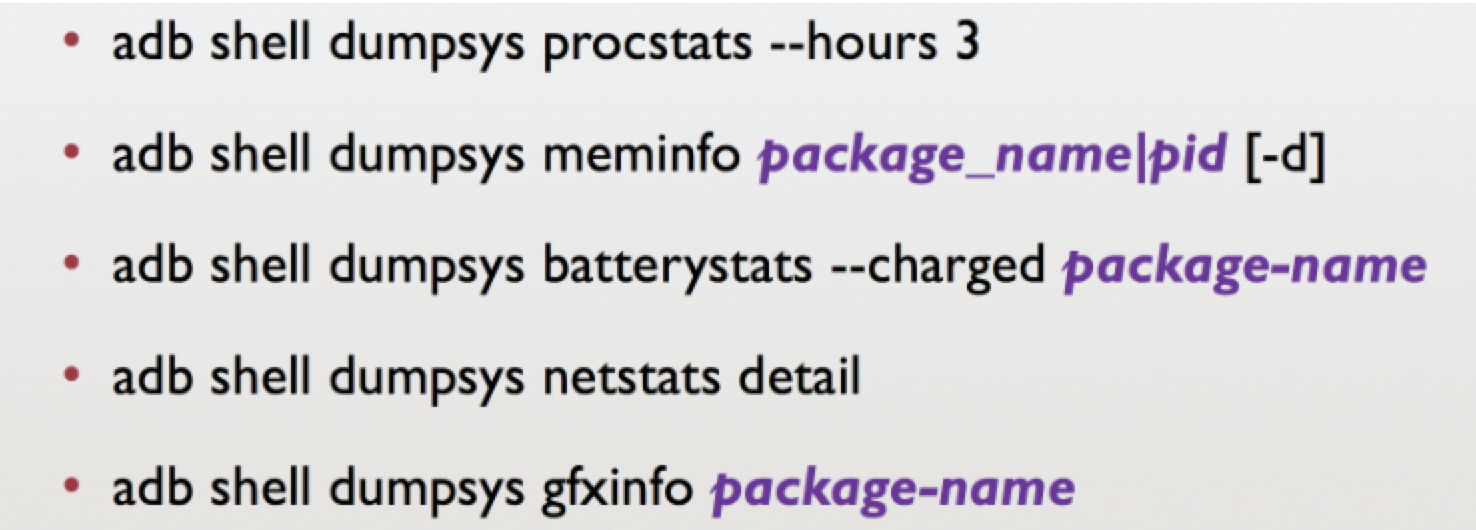 • adb shell dumpsys procstats --hours 3
• adb shell dumpsys meminfo package_name|pid [-d]
• adb shell dumpsys batterystats --charged package-name
• adb shell dumpsys netstats detail
• adb shell dumpsys gfxinfo package-name